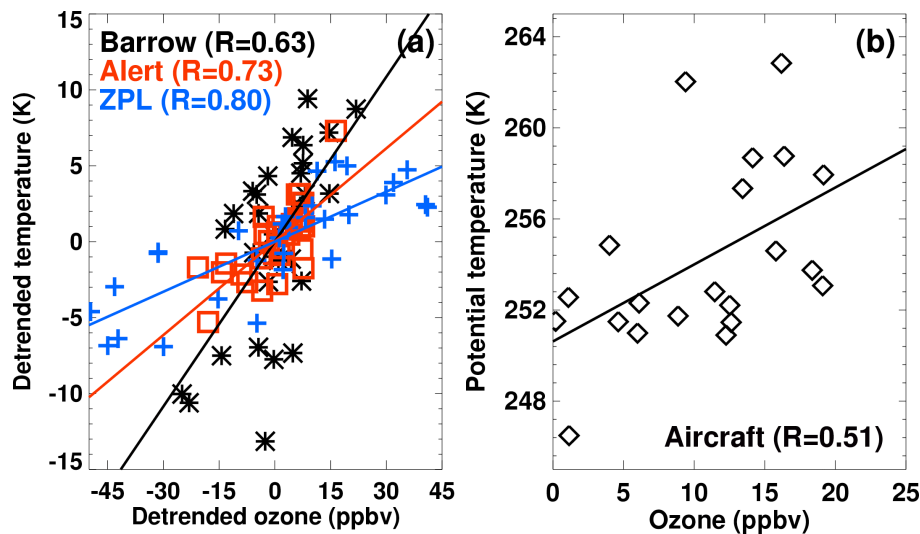 Barrow (R=0.63)
(a)
Alert (R=0.73)
ZPL (R=0.80)
15
10
5
0
-5
-10
-15
Detrended temperature (K)
-45 -30 -15 0 15 30 45
Detrended ozone (ppbv)
(b)
264
260
256
252
248
Potential temperature (K)
Aircraft (R=0.51)
0 5 10 15 20 25
Ozone (ppbv)